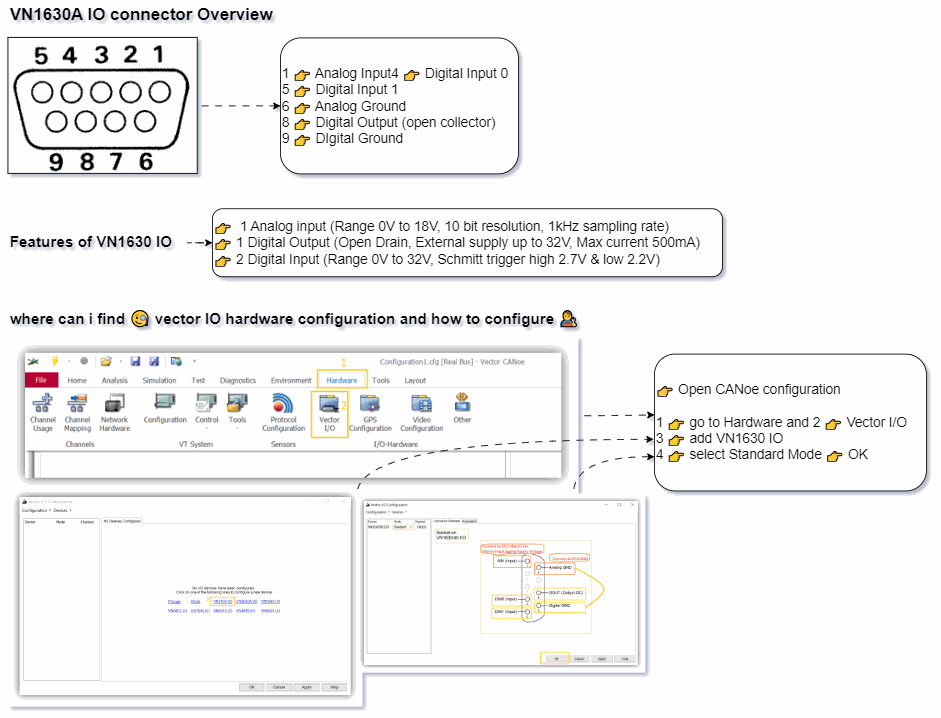 VN1630A IO connector Overview
5 4 3 2 1
9 8 7 6
1 👉 Analog Input4 👉 Digital Input 0
5 👉 Digital Input 1
6 👉 Analog Ground
8 👉 Digital Output (open collector)
9 👉 DIgital Ground
Features of VN1630 IO
👉 1 Analog input (Range 0V to 18V, 10 bit resolution, 1kHz sampling rate)
👉 1 Digital Output (Open Drain, External supply up to 32V, Max current 500mA)
👉 2 Digital Input (Range 0V to 32V, Schmitt trigger high 2.7V & low 2.2V)
where can i find 🧐 vector IO hardware configuration and how to configure
1
Configuration1.cfg [Real Bus] - Vector CANoe
File Home Analysis Simulation Test Diagnostics Environment Hardware Tools Layout
2
Channel Usage
Channel Mapping
Network Hardware
Configuration
Control
Tools
Protocol Configuration
Vector I/O
GPS Configuration
Video Configuration
Other
Channels
VT System
Sensors
I/O-Hardware
👉 Open CANoe configuration
1 👉 go to Hardware and 2 👉 Vector I/O
3 👉 add VN1630 IO
4 👉 select Standard Mode 👉 OK
Vector I/O Configuration
Configuration Devices
Device Mode Channel
No Devices Configured
No I/O devices have been configured.
Click on one of the following links to configure a new device.
OK Cancel Apply Help
Vector I/O Configuration
Configuration Devices
Device Mode Channel
Standard
Connector on
VN1630/40 I/O
AIN (Input)
Analog GND
DOUT (Output OC)
DIN0 (Input)
Digital GND
DIN1 (Input)
OK Cancel Apply Help